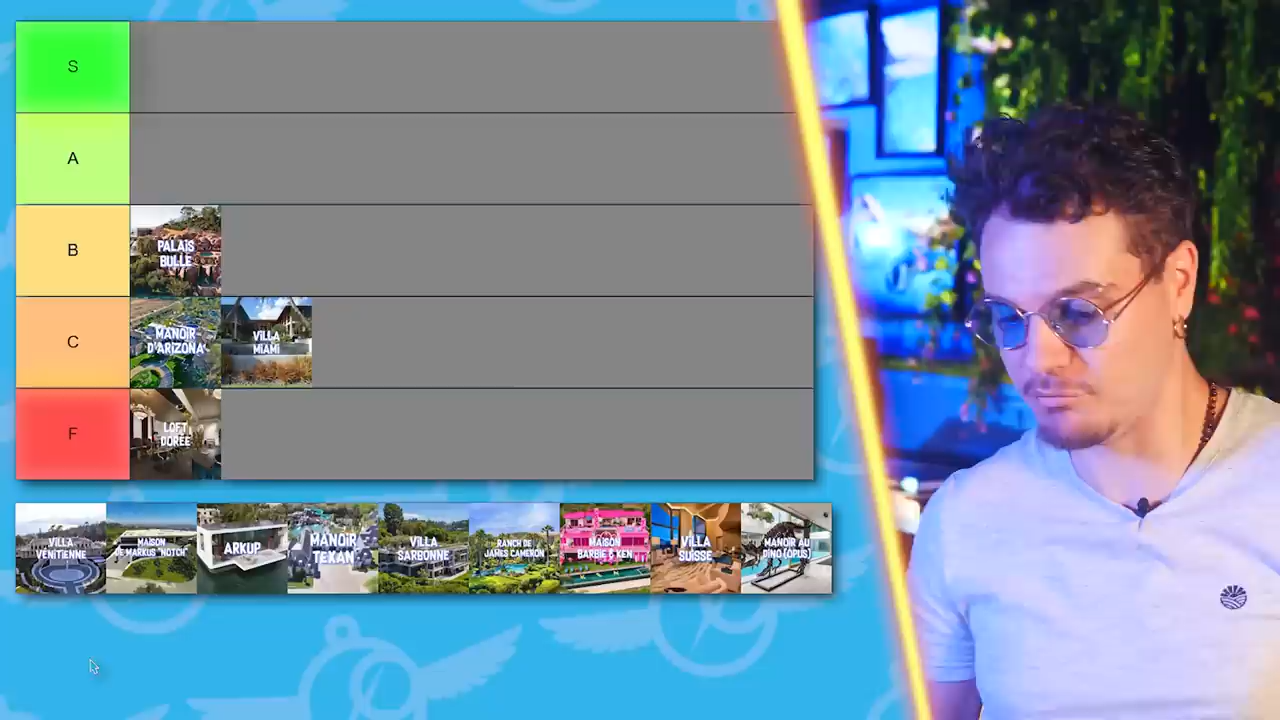 S
A
B
PALAIS
BULLE
C
MANOIR
D'ARIZONA
VILLA
MIAMI
F
LOFT
DORÉE
VILLA
VÉNITIENNE
MAISON
DE MARKUS "NOTCH"
ARKUP
MANOIR
TEXAN
VILLA
SARBONNE
RANCH DE
JAMES CAMERON
MAISON
BARBIE & KEN
VILLA
SUISSE
MANOIR AU
DINO (OPUS)